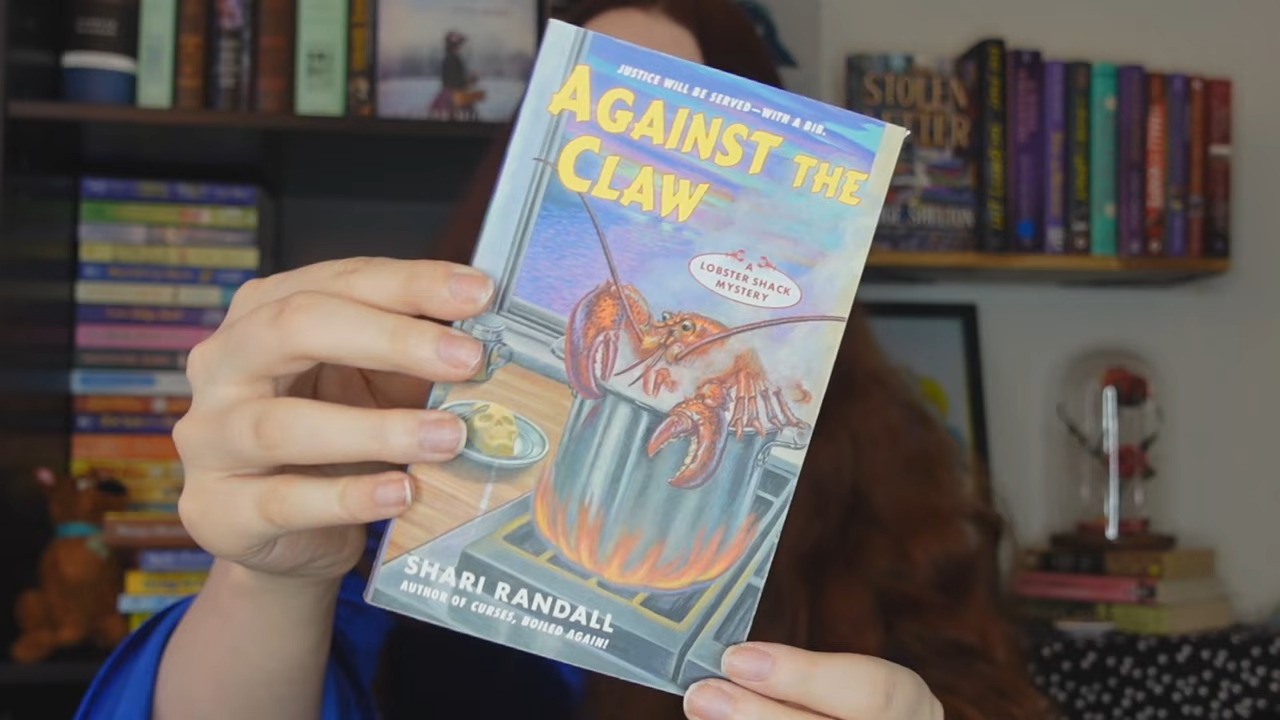 JUSTICE WILL BE SERVED—WITH A BIB.
AGAINST THE
CLAW
A
LOBSTER SHACK
MYSTERY
SHARI RANDALL
AUTHOR OF CURSES, BOILED AGAIN!
STOLEN